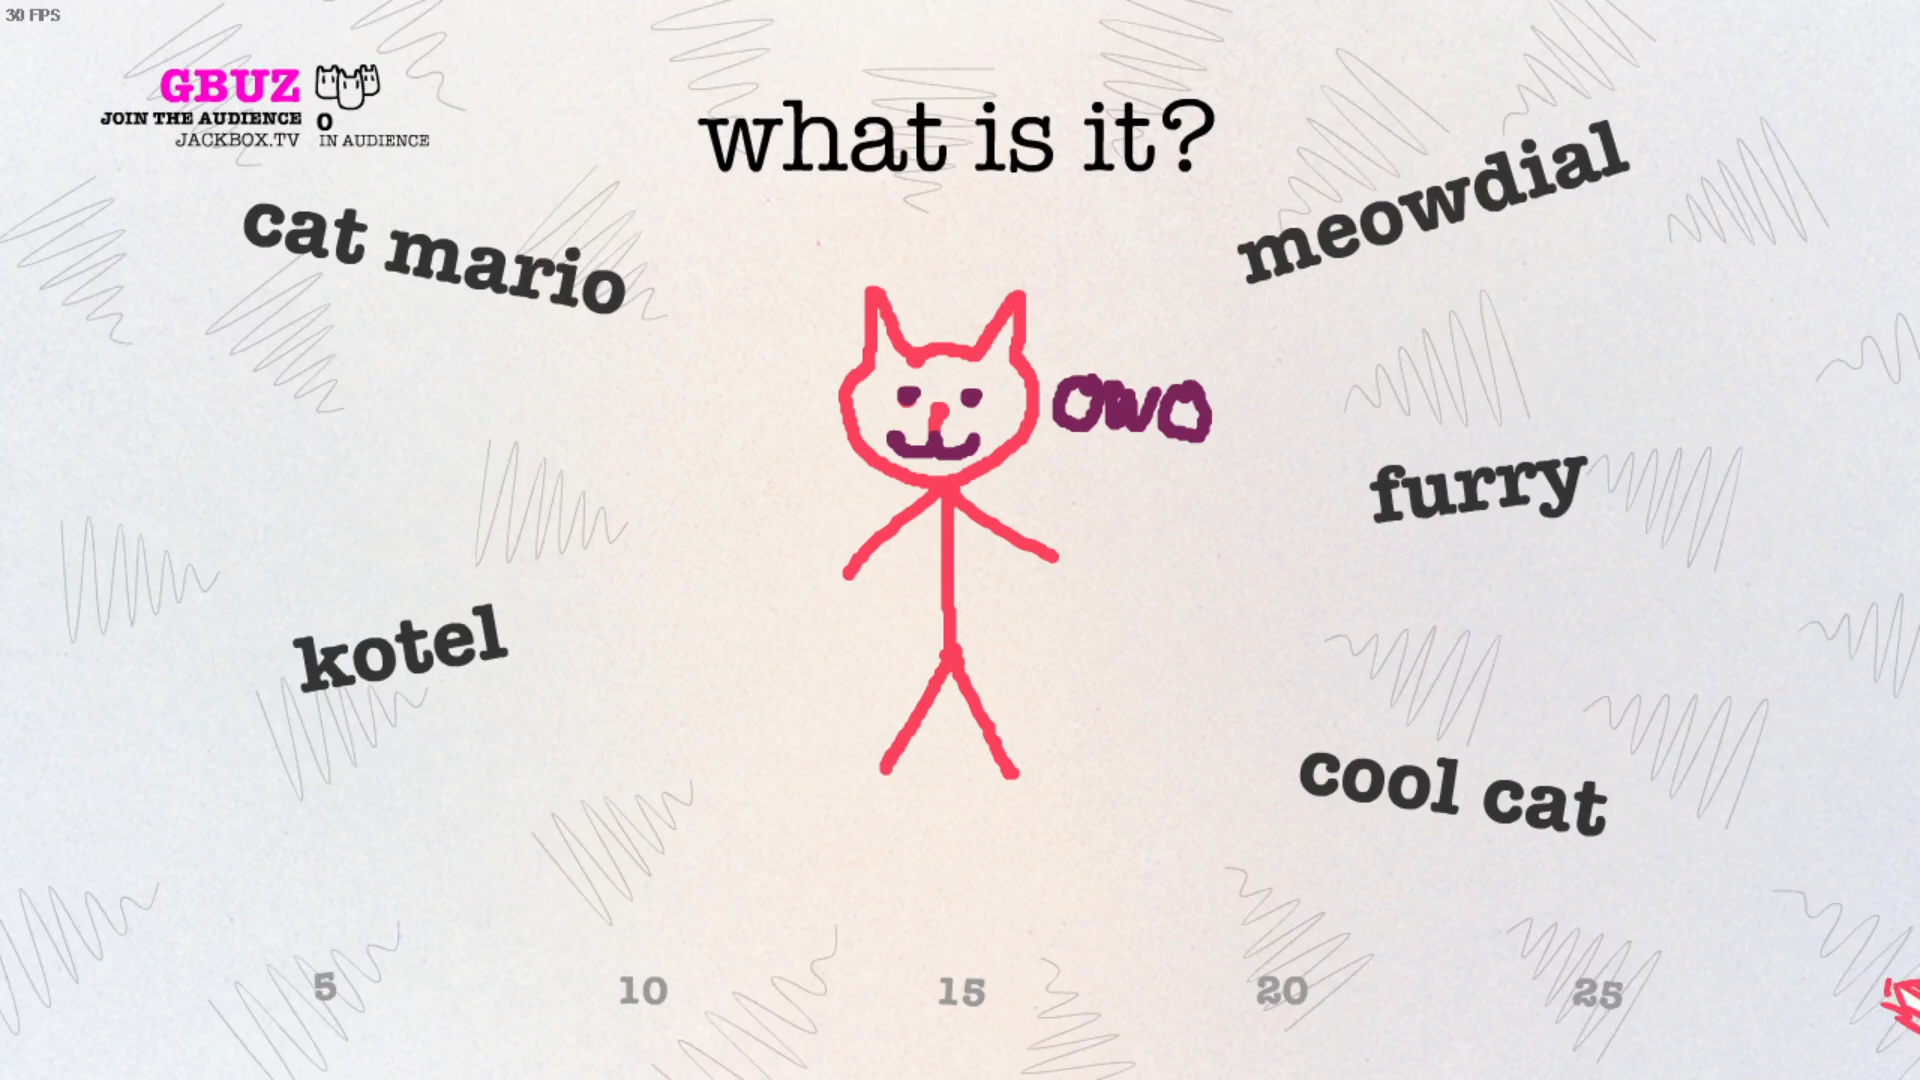 30 FPS
GBUZ
JOIN THE AUDIENCE
JACKBOX.TV
0
IN AUDIENCE
what is it?
cat mario
meowdial
owo
furry
kotel
cool cat
5
10
15
20
25